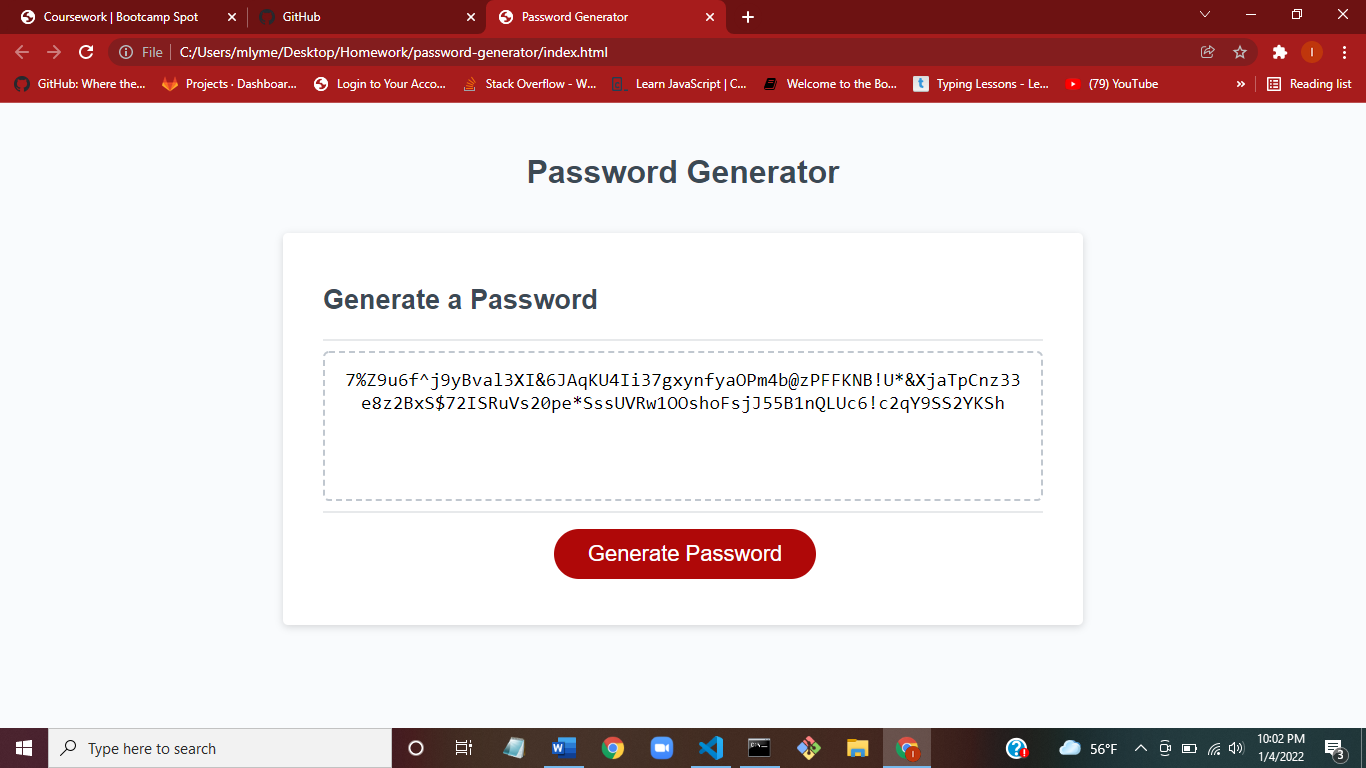 Coursework | Bootcamp Spot
GitHub
Password Generator
File
C:/Users/mlyme/Desktop/Homework/password-generator/index.html
GitHub: Where the...
Projects · Dashboar...
Login to Your Acco...
Stack Overflow - W...
Learn JavaScript | C...
Welcome to the Bo...
Typing Lessons - Le...
(79) YouTube
»
Reading list
Password Generator
Generate a Password
7%Z9u6f^j9yBval3XI&6JAqKU4Ii37gxynfyaOPm4b@zPFFKNB!U*&XjaTpCnz33
e8z2BxS$72ISRuVs20pe*SssUVRw1OOshoFsjJ55B1nQLUc6!c2qY9SS2YKSh
Generate Password
Type here to search
56°F
10:02 PM
1/4/2022
3